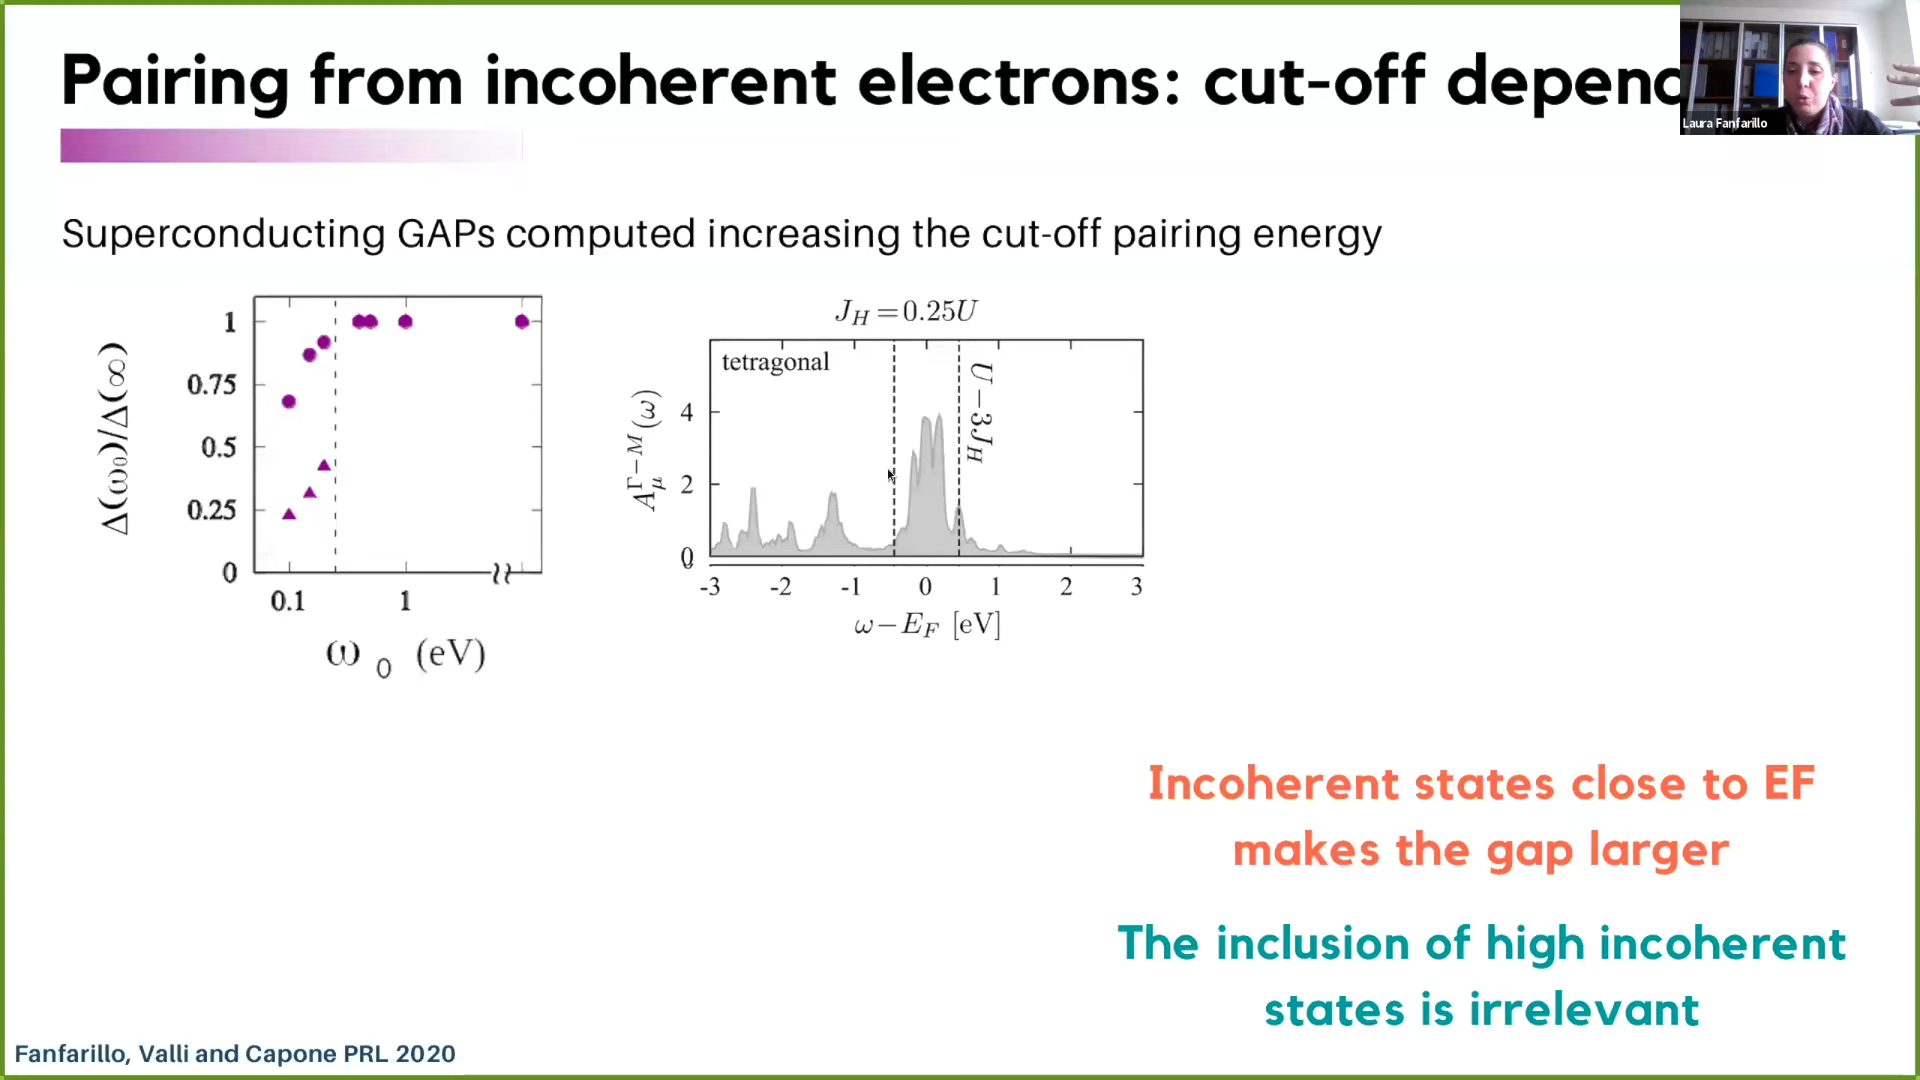 Pairing from incoherent electrons: cut-off depend
Laura Fanfarillo
Superconducting GAPs computed increasing the cut-off pairing energy
Δ(ω₀)/Δ(∞)
1
0.75
0.5
0.25
0
0.1
1
ω₀ (eV)
J_H = 0.25U
tetragonal
U−3J_H
A_μ^{Γ−M}(ω)
4
2
0
0
-3
-2
-1
0
1
2
3
ω−E_F [eV]
Incoherent states close to EF
makes the gap larger
The inclusion of high incoherent
states is irrelevant
Fanfarillo, Valli and Capone PRL 2020